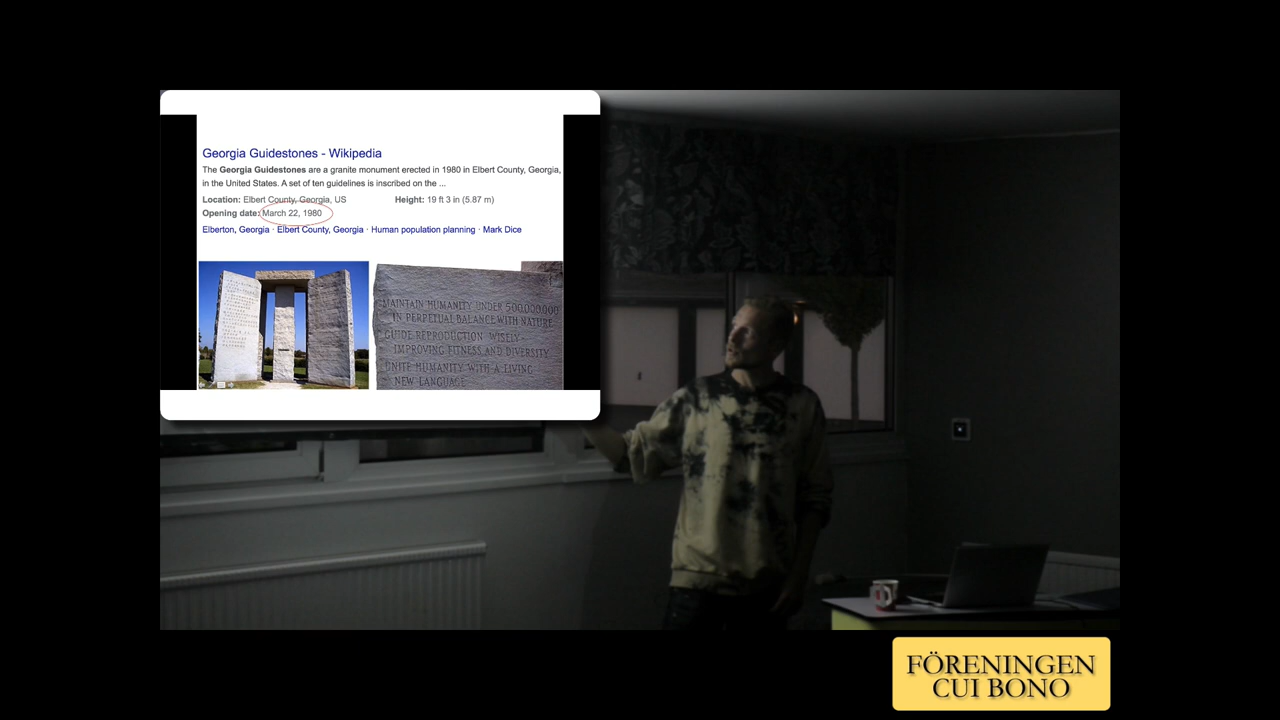 Georgia Guidestones - Wikipedia
The Georgia Guidestones are a granite monument erected in 1980 in Elbert County, Georgia,
in the United States. A set of ten guidelines is inscribed on the ...
Location: Elbert County, Georgia, US Height: 19 ft 3 in (5.87 m)
Opening date: March 22, 1980
Elberton, Georgia · Elbert County, Georgia · Human population planning · Mark Dice
MAINTAIN HUMANITY UNDER 500,000,000
IN PERPETUAL BALANCE WITH NATURE
GUIDE REPRODUCTION WISELY
IMPROVING FITNESS AND DIVERSITY
UNITE HUMANITY WITH A LIVING
NEW LANGUAGE
FÖRENINGEN
CUI BONO